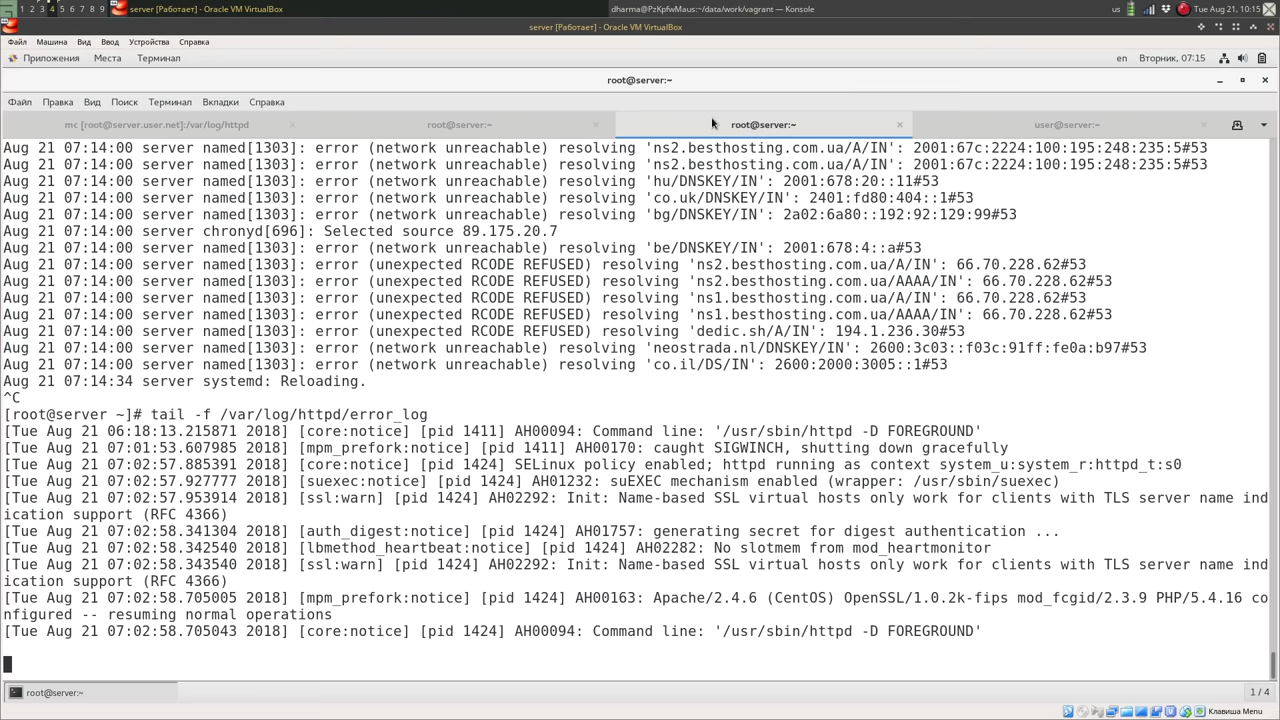 1 2 3 4 5 6 7 8 9 server [Работает] - Oracle VM VirtualBox dharma@PzKpfwMaus:~/data/work/vagrant — Konsole us Tue Aug 21, 10:15
server [Работает] - Oracle VM VirtualBox
Файл Машина Вид Ввод Устройства Справка
Приложения Места Терминал en Вторник, 07:15
root@server:~
Файл Правка Вид Поиск Терминал Вкладки Справка
mc [root@server.user.net]:/var/log/httpd root@server:~ root@server:~ user@server:~
Aug 21 07:14:00 server named[1303]: error (network unreachable) resolving 'ns2.besthosting.com.ua/A/IN': 2001:67c:2224:100:195:248:235:5#53
Aug 21 07:14:00 server named[1303]: error (network unreachable) resolving 'ns2.besthosting.com.ua/A/IN': 2001:67c:2224:100:195:248:235:5#53
Aug 21 07:14:00 server named[1303]: error (network unreachable) resolving 'hu/DNSKEY/IN': 2001:678:20::11#53
Aug 21 07:14:00 server named[1303]: error (network unreachable) resolving 'co.uk/DNSKEY/IN': 2401:fd80:404::1#53
Aug 21 07:14:00 server named[1303]: error (network unreachable) resolving 'bg/DNSKEY/IN': 2a02:6a80::192:92:129:99#53
Aug 21 07:14:00 server chronyd[696]: Selected source 89.175.20.7
Aug 21 07:14:00 server named[1303]: error (network unreachable) resolving 'be/DNSKEY/IN': 2001:678:4::a#53
Aug 21 07:14:00 server named[1303]: error (unexpected RCODE REFUSED) resolving 'ns2.besthosting.com.ua/A/IN': 66.70.228.62#53
Aug 21 07:14:00 server named[1303]: error (unexpected RCODE REFUSED) resolving 'ns2.besthosting.com.ua/AAAA/IN': 66.70.228.62#53
Aug 21 07:14:00 server named[1303]: error (unexpected RCODE REFUSED) resolving 'ns1.besthosting.com.ua/A/IN': 66.70.228.62#53
Aug 21 07:14:00 server named[1303]: error (unexpected RCODE REFUSED) resolving 'ns1.besthosting.com.ua/AAAA/IN': 66.70.228.62#53
Aug 21 07:14:00 server named[1303]: error (unexpected RCODE REFUSED) resolving 'dedic.sh/A/IN': 194.1.236.30#53
Aug 21 07:14:00 server named[1303]: error (network unreachable) resolving 'neostrada.nl/DNSKEY/IN': 2600:3c03::f03c:91ff:fe0a:b97#53
Aug 21 07:14:00 server named[1303]: error (network unreachable) resolving 'co.il/DS/IN': 2600:2000:3005::1#53
Aug 21 07:14:34 server systemd: Reloading.
^C
[root@server ~]# tail -f /var/log/httpd/error_log
[Tue Aug 21 06:18:13.215871 2018] [core:notice] [pid 1411] AH00094: Command line: '/usr/sbin/httpd -D FOREGROUND'
[Tue Aug 21 07:01:53.607985 2018] [mpm_prefork:notice] [pid 1411] AH00170: caught SIGWINCH, shutting down gracefully
[Tue Aug 21 07:02:57.885391 2018] [core:notice] [pid 1424] SELinux policy enabled; httpd running as context system_u:system_r:httpd_t:s0
[Tue Aug 21 07:02:57.927777 2018] [suexec:notice] [pid 1424] AH01232: suEXEC mechanism enabled (wrapper: /usr/sbin/suexec)
[Tue Aug 21 07:02:57.953914 2018] [ssl:warn] [pid 1424] AH02292: Init: Name-based SSL virtual hosts only work for clients with TLS server name ind
ication support (RFC 4366)
[Tue Aug 21 07:02:58.341304 2018] [auth_digest:notice] [pid 1424] AH01757: generating secret for digest authentication ...
[Tue Aug 21 07:02:58.342540 2018] [lbmethod_heartbeat:notice] [pid 1424] AH02282: No slotmem from mod_heartmonitor
[Tue Aug 21 07:02:58.343540 2018] [ssl:warn] [pid 1424] AH02292: Init: Name-based SSL virtual hosts only work for clients with TLS server name ind
ication support (RFC 4366)
[Tue Aug 21 07:02:58.705005 2018] [mpm_prefork:notice] [pid 1424] AH00163: Apache/2.4.6 (CentOS) OpenSSL/1.0.2k-fips mod_fcgid/2.3.9 PHP/5.4.16 co
nfigured -- resuming normal operations
[Tue Aug 21 07:02:58.705043 2018] [core:notice] [pid 1424] AH00094: Command line: '/usr/sbin/httpd -D FOREGROUND'
root@server:~ 1 / 4
Клавиша Menu